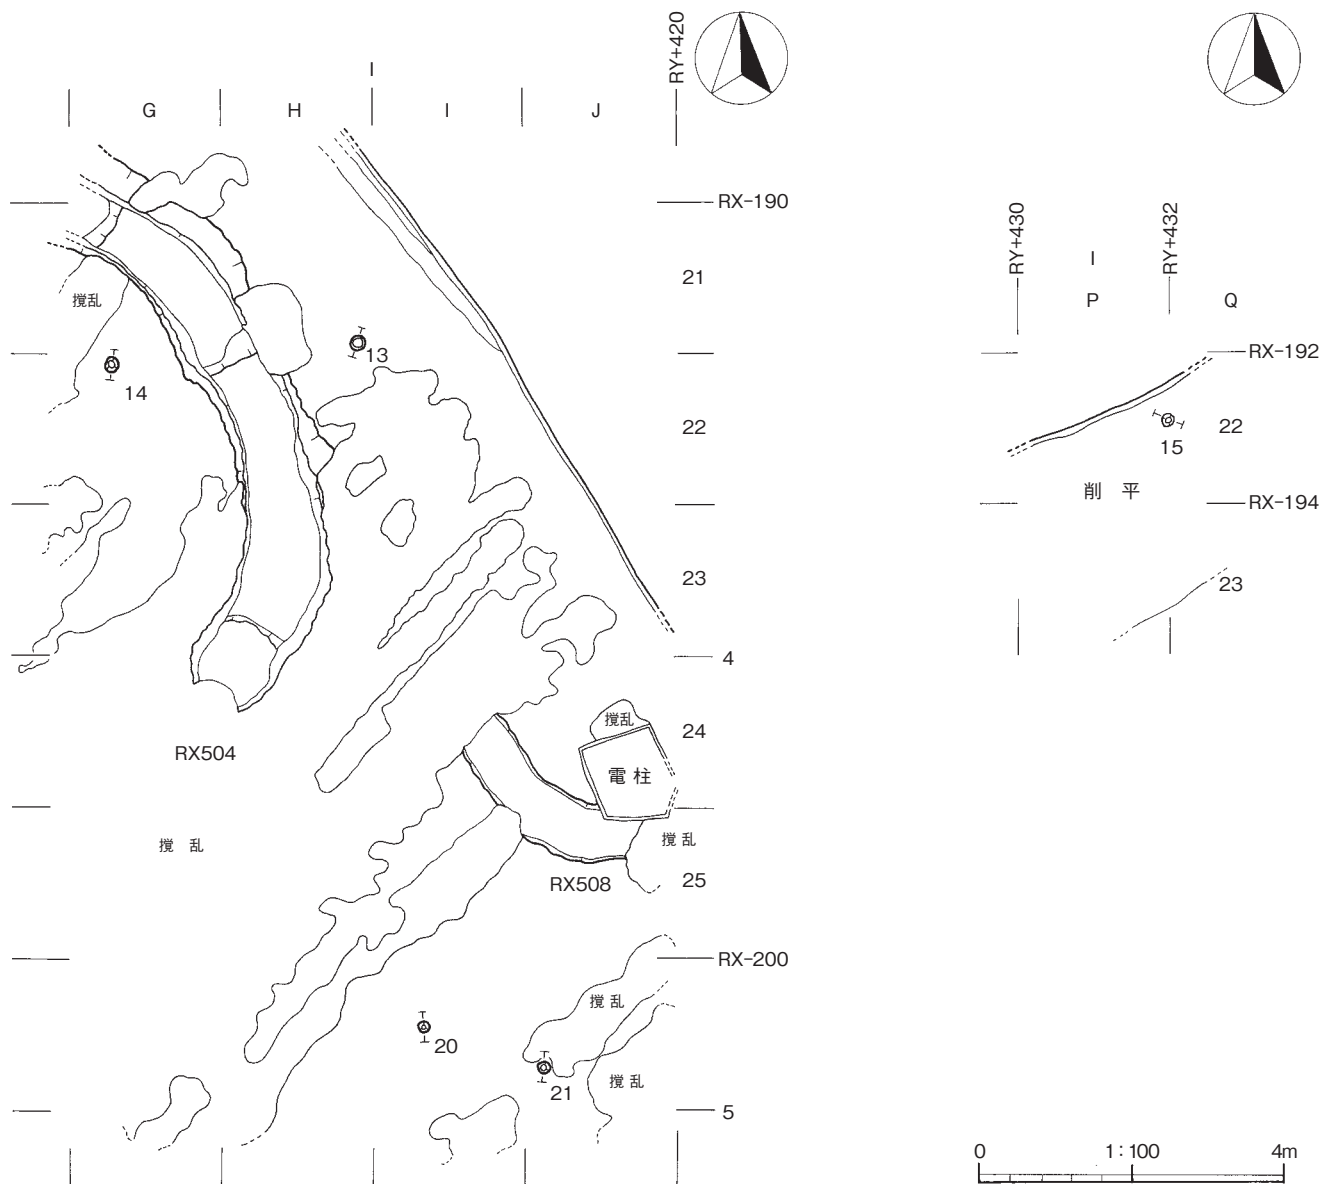 RY+420
I
G H I J
RX-190
21
RY+430
RY+432
I
P Q
撹乱
13
14
RX-192
22
15
22
削 平
RX-194
23
23
4
撹乱
24
RX504
電 柱
撹 乱
撹 乱
RX508
25
RX-200
撹 乱
20
21
撹 乱
5
0 1:100 4m